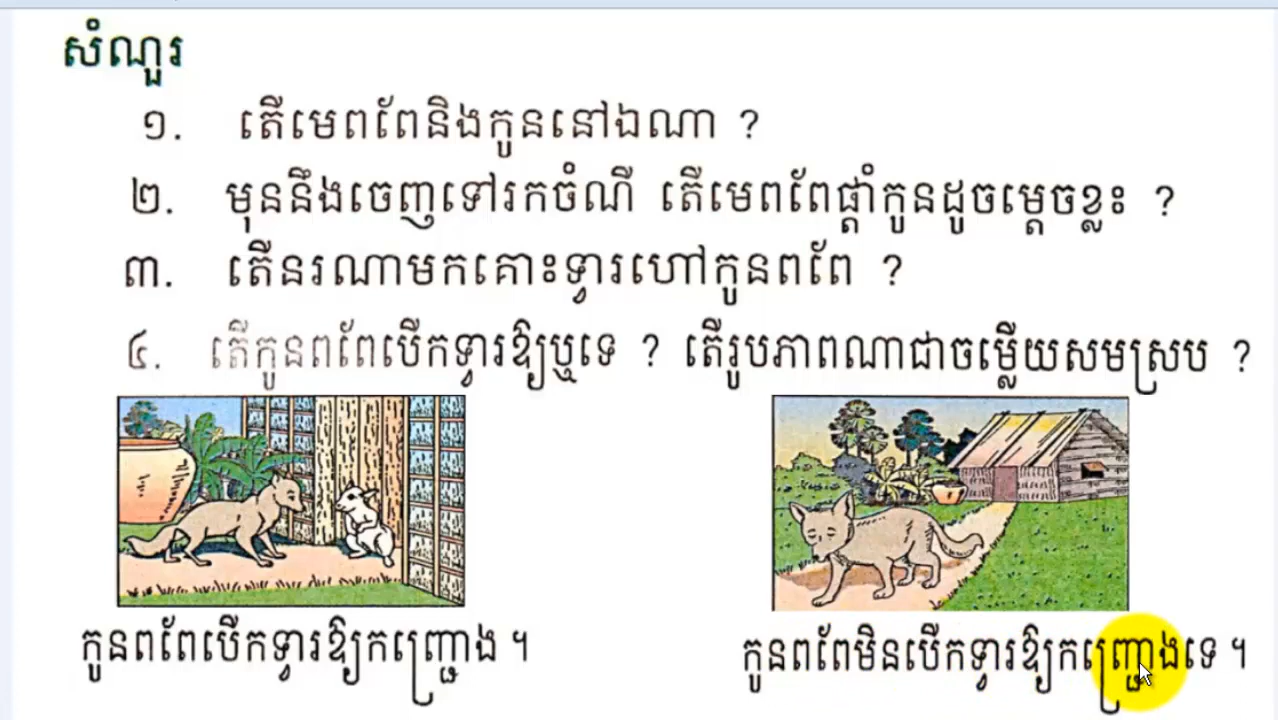 សំណួរ
១. តើមេពពែនិងកូននៅឯណា ?
២. មុននឹងចេញទៅរកចំណី តើមេពពែផ្ដាំកូនដូចម្ដេចខ្លះ ?
៣. តើនរណាមកគោះទ្វារហៅកូនពពែ ?
៤. តើកូនពពែបើកទ្វារឱ្យឬទេ ? តើរូបភាពណាជាចម្លើយសមស្រប ?
កូនពពែបើកទ្វារឱ្យកញ្ជ្រោង ។
កូនពពែមិនបើកទ្វារឱ្យកញ្ជ្រោងទេ ។